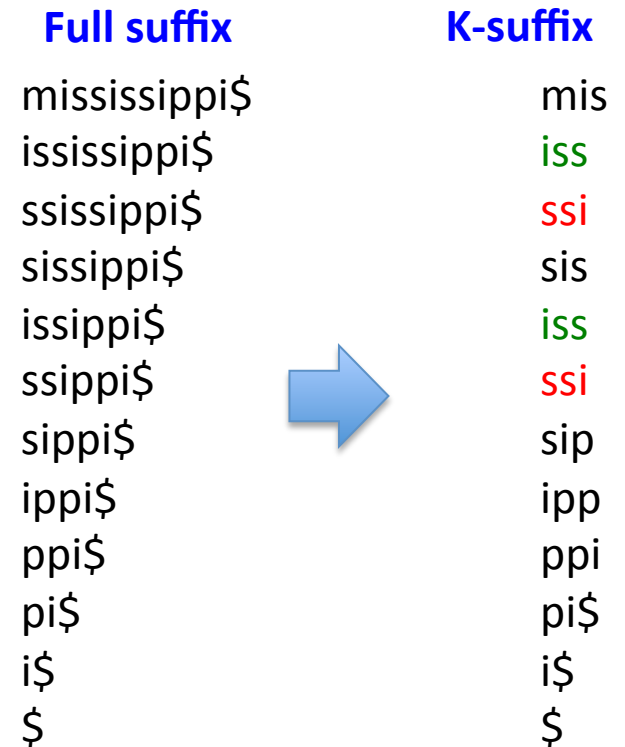 Full suffix K-suffix
mississippi$ mis
ississippi$ iss
ssissippi$ ssi
sissippi$ sis
issippi$ iss
ssippi$ ssi
sippi$ sip
ippi$ ipp
ppi$ ppi
pi$ pi$
i$ i$
$ $